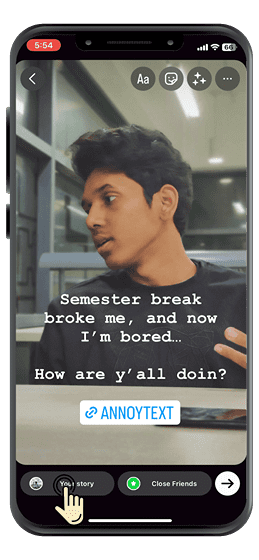 5:54
66
Aa
Semester break
broke me, and now
I'm bored…
How are y'all doin?
ANNOYTEXT
Your story
Close Friends